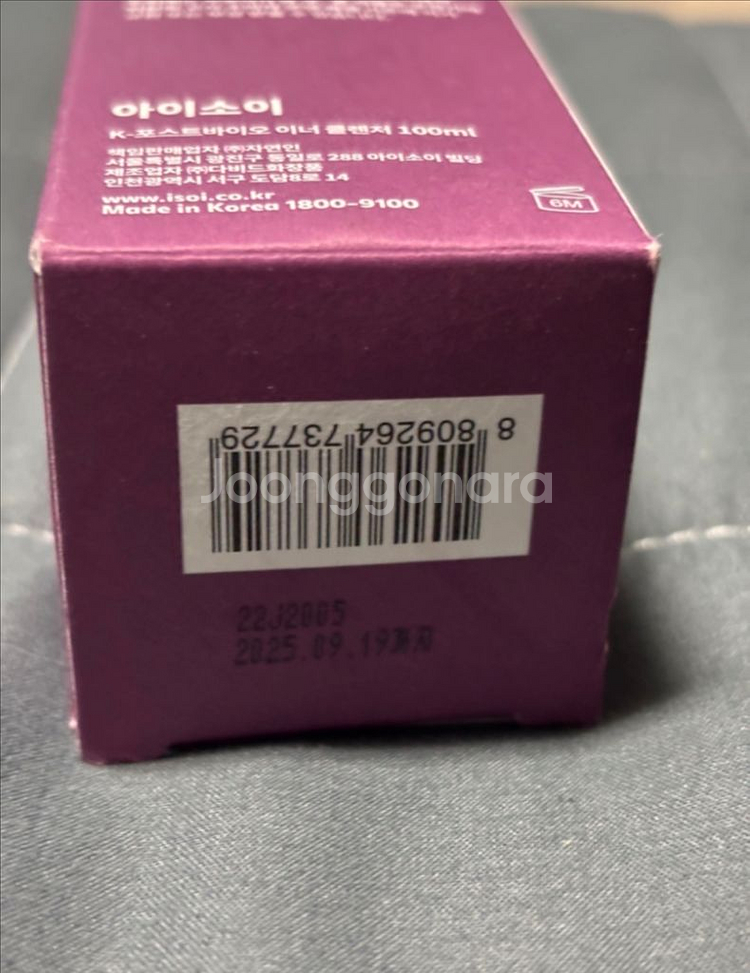 아이소이
K-포스트바이오 이너 클렌저 100ml
책임판매업자 ㈜자연인
서울특별시 광진구 동일로 288 아이소이 빌딩
제조업자 ㈜다비드화장품
인천광역시 서구 도담8로 14
www.isoi.co.kr
Made in Korea 1800-9100
6M
8 809264 737729
Joonggonara
22J2005
2025.09.19까지